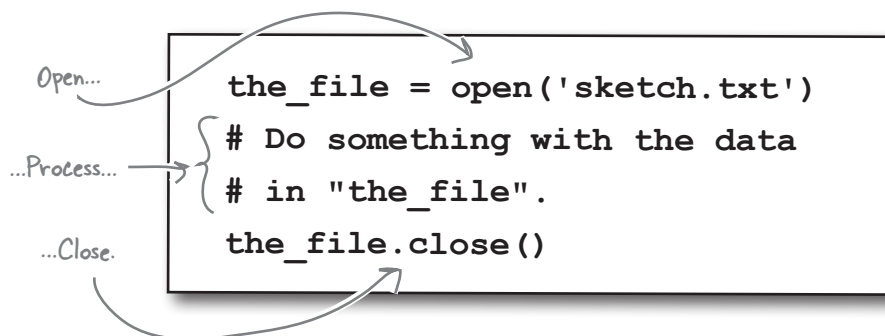 Open...
the_file = open('sketch.txt')
...Process...
# Do something with the data
# in "the_file".
...Close.
the_file.close()